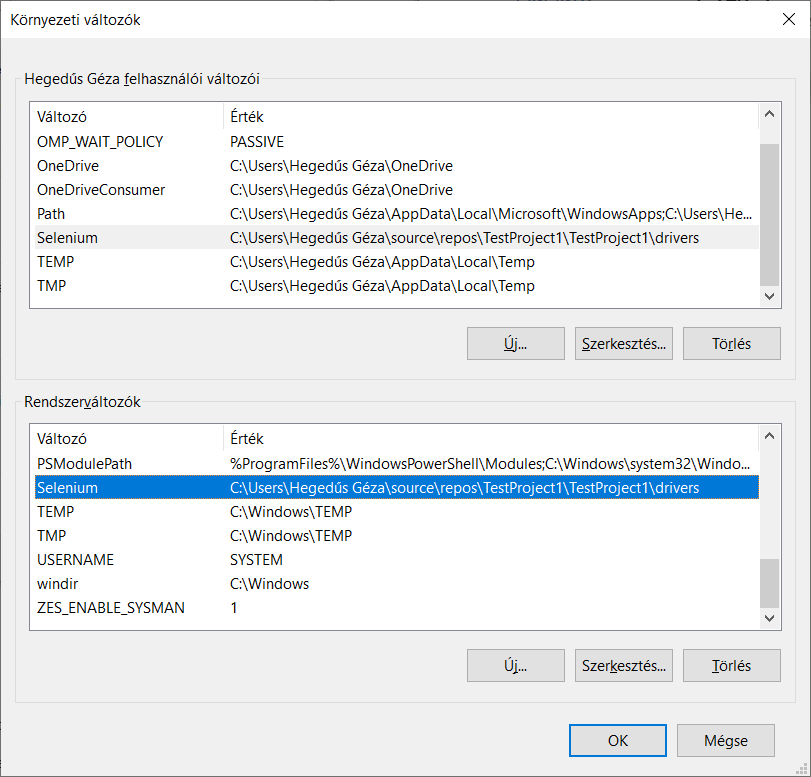 Környezeti változók
Hegedűs Géza felhasználói változói
Változó Érték
OMP_WAIT_POLICY PASSIVE
OneDrive C:\Users\Hegedűs Géza\OneDrive
OneDriveConsumer C:\Users\Hegedűs Géza\OneDrive
Path C:\Users\Hegedűs Géza\AppData\Local\Microsoft\WindowsApps;C:\Users\He...
Selenium C:\Users\Hegedűs Géza\source\repos\TestProject1\TestProject1\drivers
TEMP C:\Users\Hegedűs Géza\AppData\Local\Temp
TMP C:\Users\Hegedűs Géza\AppData\Local\Temp
Új... Szerkesztés... Törlés
Rendszerváltozók
Változó Érték
PSModulePath %ProgramFiles%\WindowsPowerShell\Modules;C:\Windows\system32\Windo...
Selenium C:\Users\Hegedűs Géza\source\repos\TestProject1\TestProject1\drivers
TEMP C:\Windows\TEMP
TMP C:\Windows\TEMP
USERNAME SYSTEM
windir C:\Windows
ZES_ENABLE_SYSMAN 1
Új... Szerkesztés... Törlés
OK Mégse